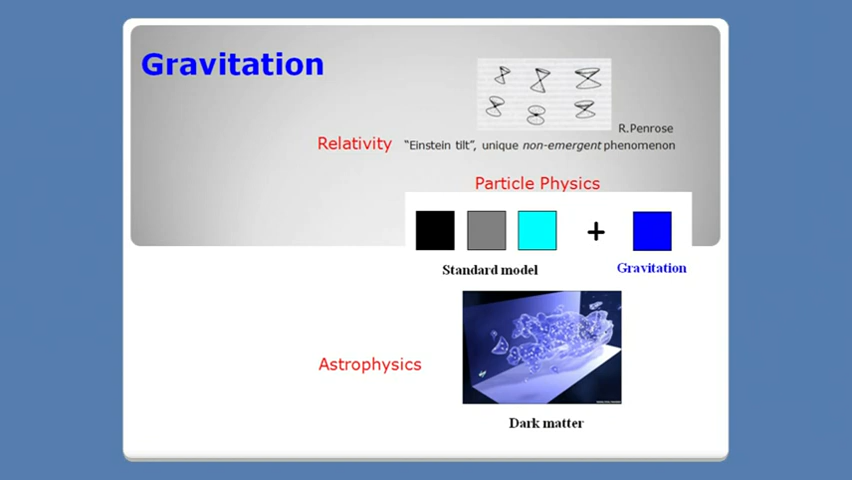 Gravitation
R.Penrose
Relativity "Einstein tilt", unique non-emergent phenomenon
Particle Physics
+
Standard model Gravitation
Astrophysics
Dark matter